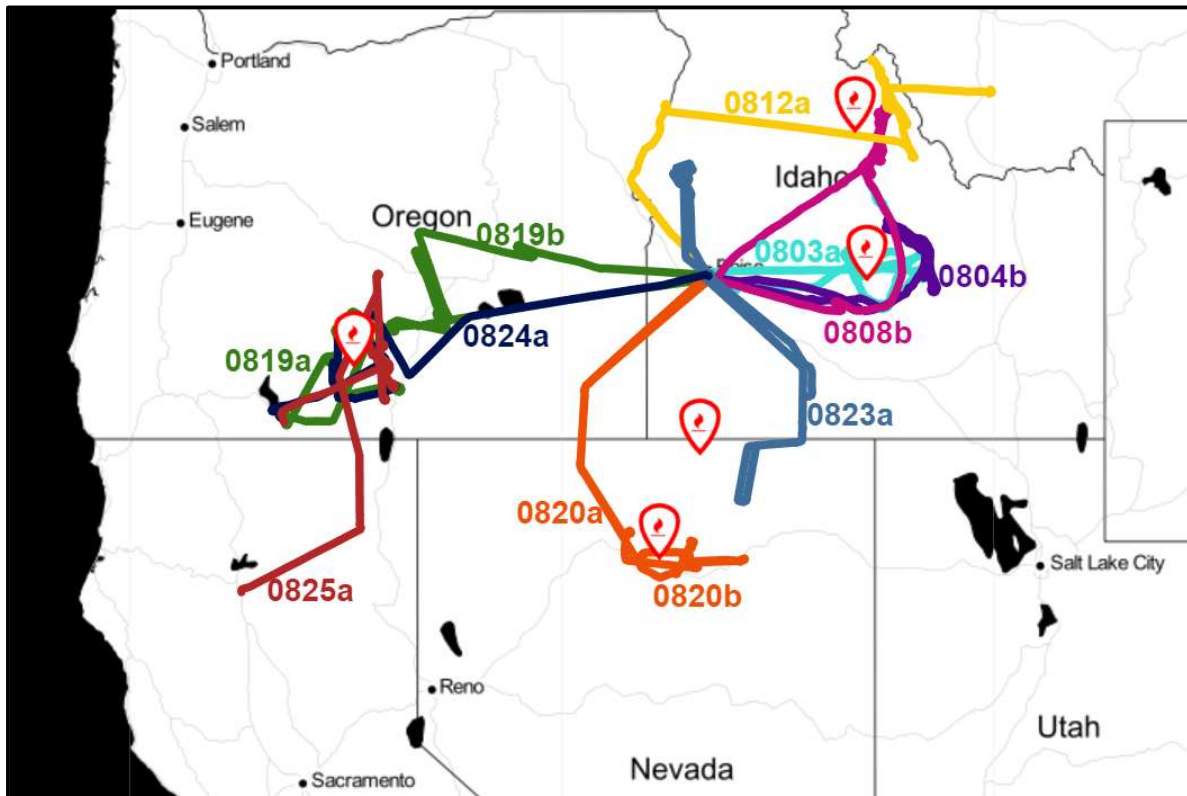 Portland
0812a
Salem
Idaho
Oregon
Eugene
0819b
0803a
Boise
0804b
0824a
0808b
0819a
0823a
0820a
0825a
0820b
Salt Lake City
Reno
Utah
Nevada
Sacramento